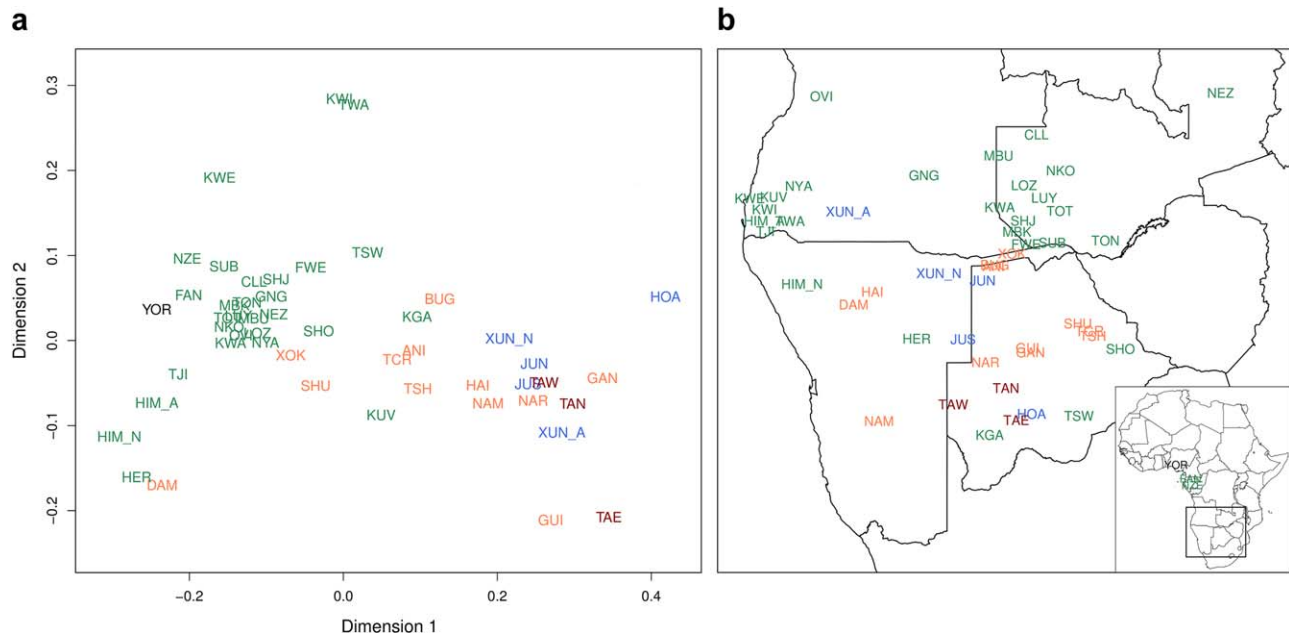 a
b
0.3
0.2
0.1
0.0
−0.1
−0.2
Dimension 2
−0.2
0.0
0.2
0.4
Dimension 1
KWI
TWA
KWE
NZE
SUB
TSW
FWE
CLL
SHJ
FAN
GNG
YOR
MBK
TON
MBU
NEZ
NKO
SHO
KWA
NYA
XOK
BUG
KGA
HOA
XUN_N
ANI
TCR
JUN
SHU
TSH
HAI
JUS
TAW
GAN
TJI
NAM
NAR
TAN
HIM_A
KUV
XUN_A
HIM_N
HER
DAM
GUI
TAE
OVI
NEZ
CLL
MBU
NKO
GNG
NYA
LOZ
KWE
KUV
LUY
KWI
XUN_A
KWA
TOT
HIM_A
TWA
SHJ
TJI
MBK
FWE
SUB
TON
XOK
HIM_N
XUN_N
JUN
HAI
DAM
SHU
TCR
TSH
HER
JUS
GUI
GAN
SHO
NAR
TAN
TAW
HOA
TAE
TSW
NAM
KGA
YOR
FAN
NZE